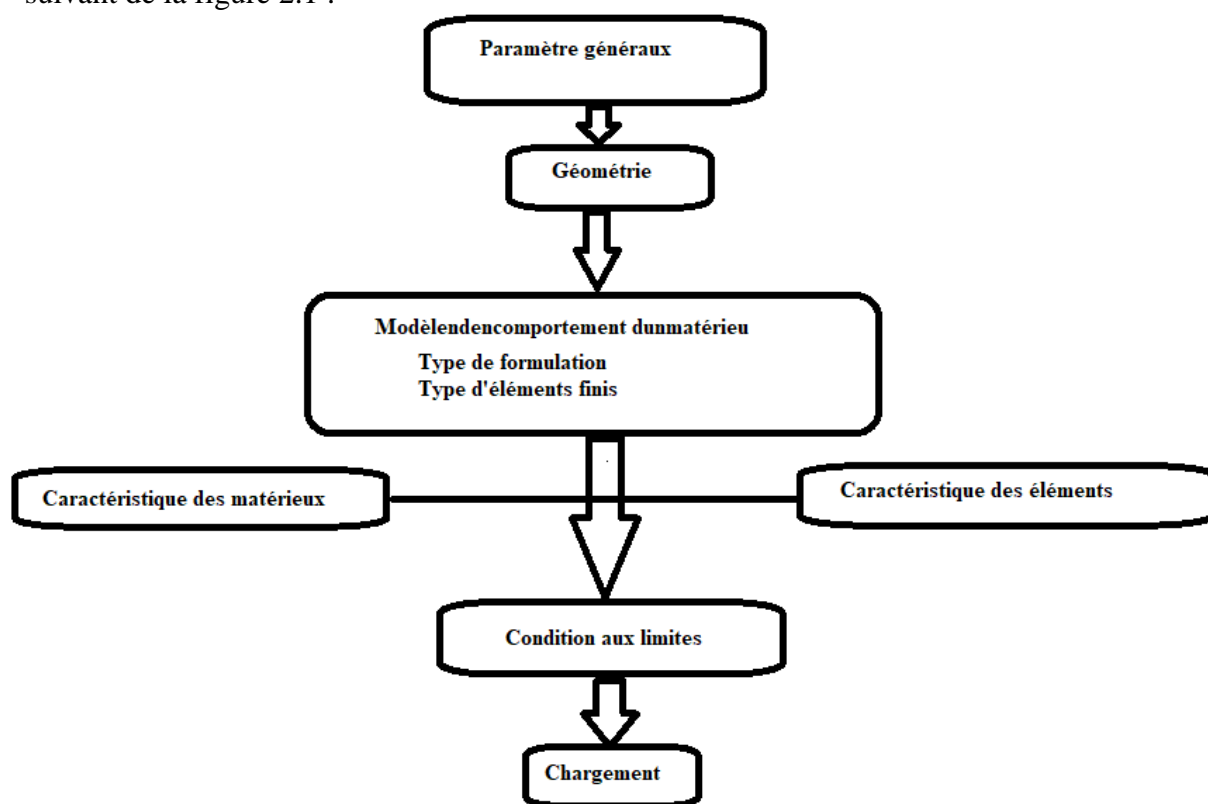 suivant de la figure 2.1 :
Paramètre généraux
Géométrie
Modèlendencomportement dunmatérieu
Type de formulation
Type d'éléments finis
Caractéristique des matérieux
Caractéristique des éléments
Condition aux limites
Chargement